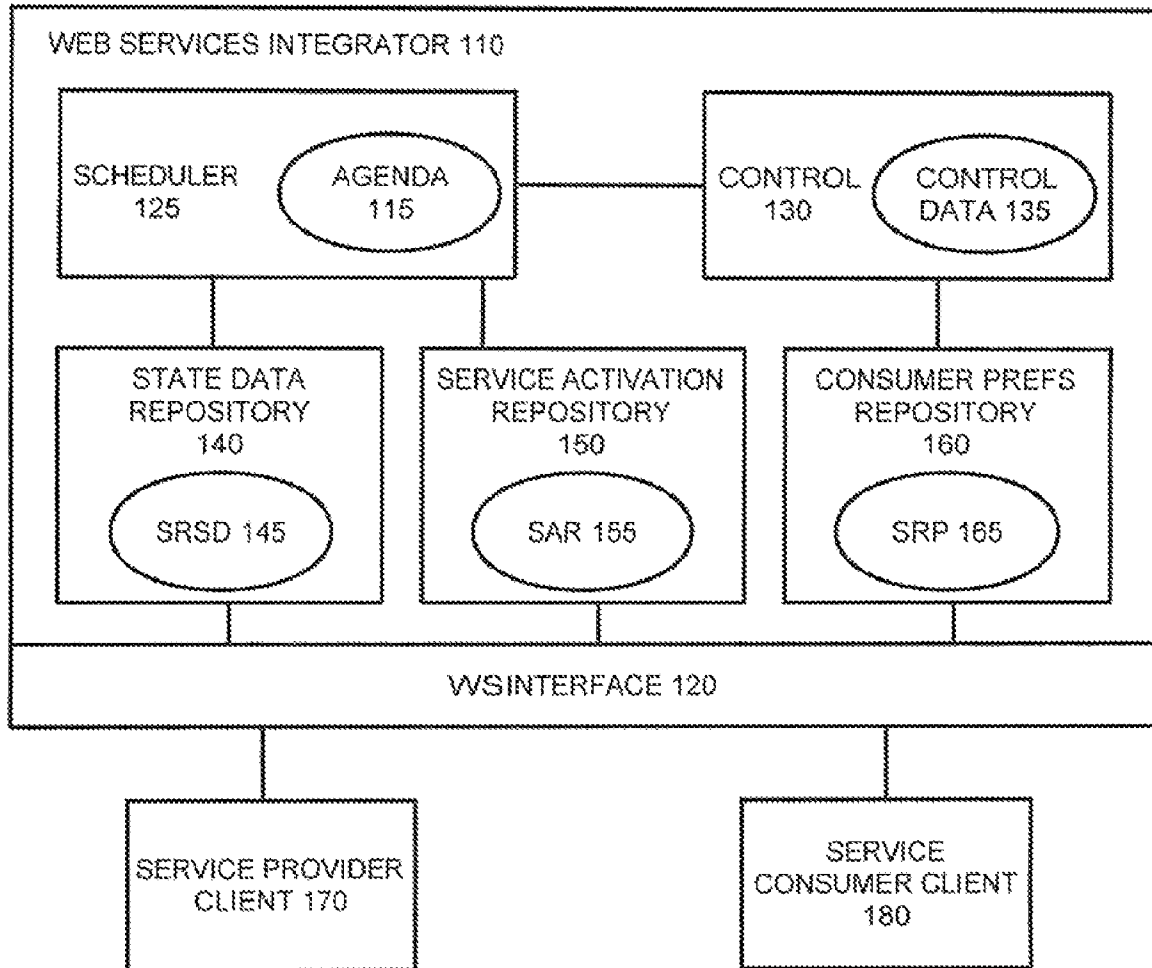 WEB SERVICES INTEGRATOR 110
SCHEDULER
125
AGENDA
115
CONTROL
130
CONTROL
DATA 135
STATE DATA
REPOSITORY
140
SRSD 145
SERVICE ACTIVATION
REPOSITORY
150
SAR 155
CONSUMER PREFS
REPOSITORY
160
SRP 165
WSINTERFACE 120
SERVICE PROVIDER
CLIENT 170
SERVICE
CONSUMER CLIENT
180